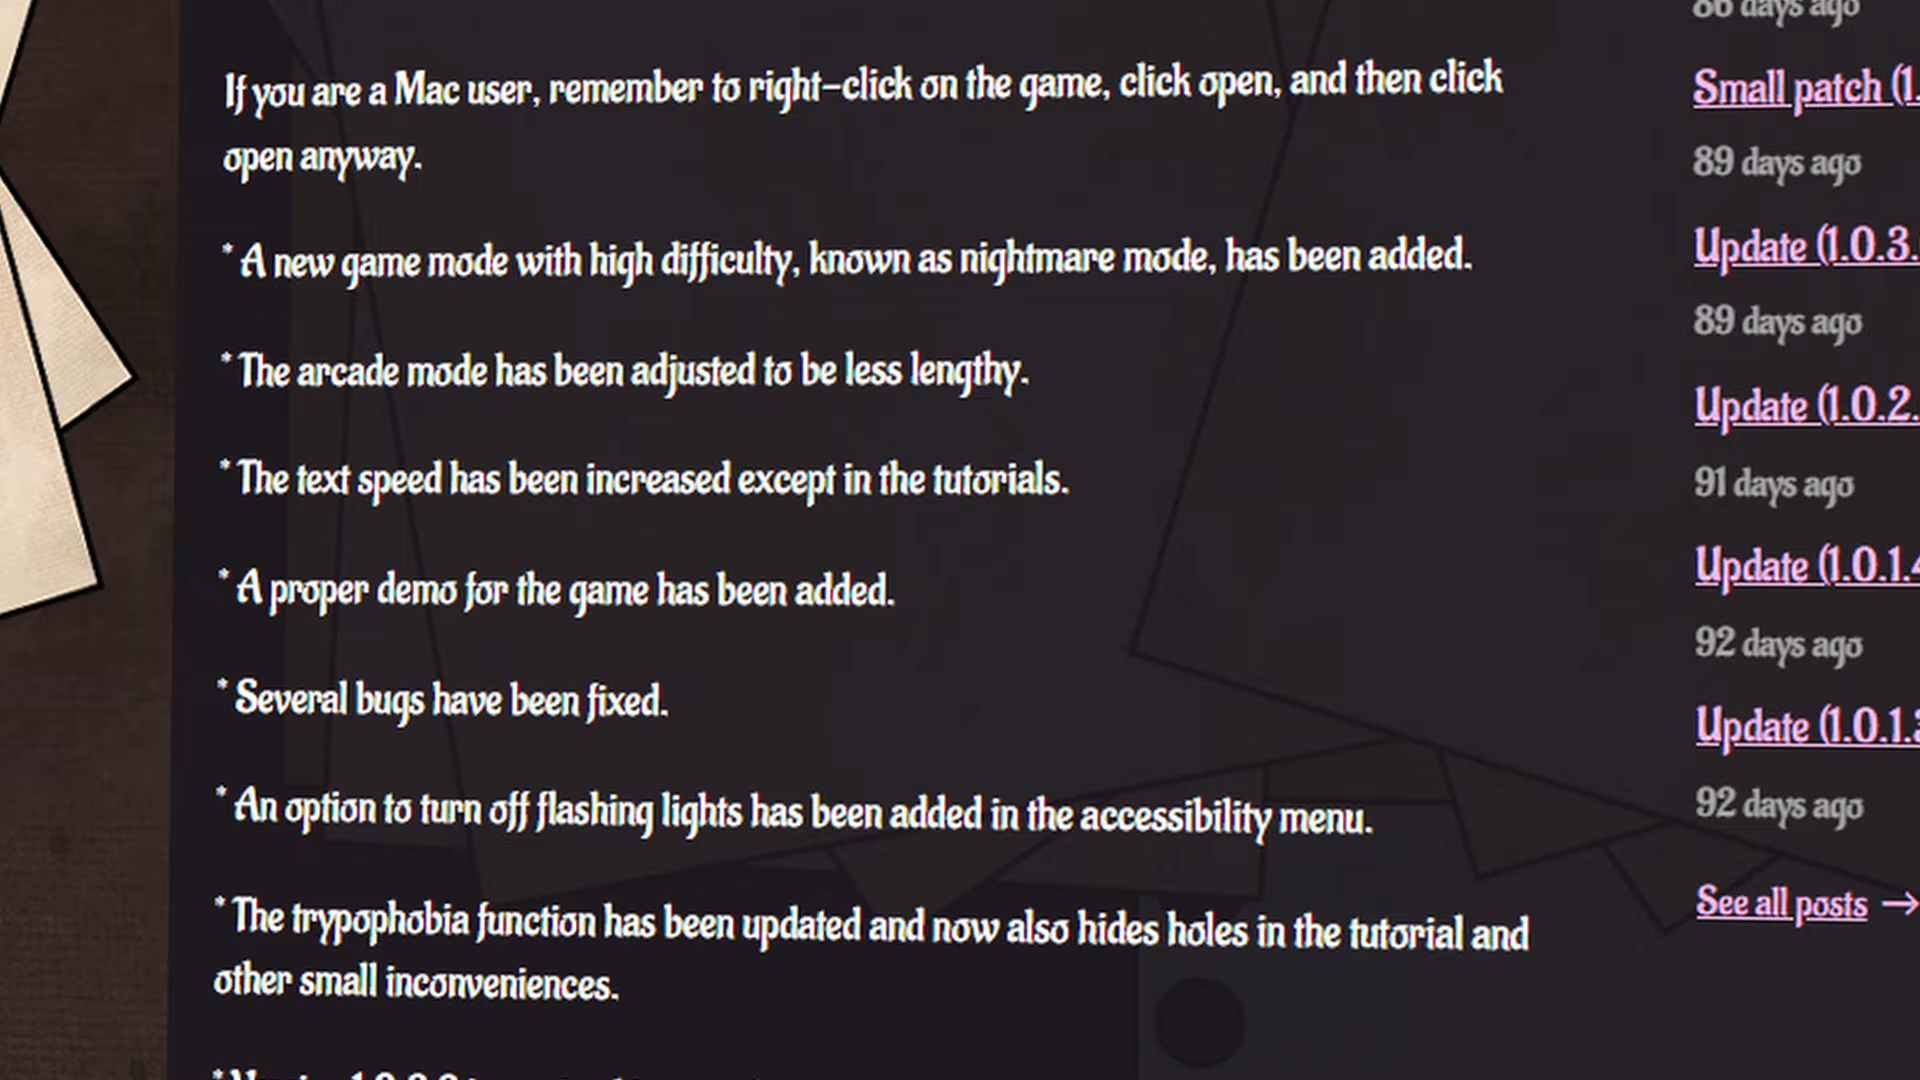 86 days ago
If you are a Mac user, remember to right-click on the game, click open, and then click
open anyway.
* A new game mode with high difficulty, known as nightmare mode, has been added.
* The arcade mode has been adjusted to be less lengthy.
* The text speed has been increased except in the tutorials.
* A proper demo for the game has been added.
* Several bugs have been fixed.
* An option to turn off flashing lights has been added in the accessibility menu.
* The trypophobia function has been updated and now also hides holes in the tutorial and
other small inconveniences.
Small patch (1.
89 days ago
Update (1.0.3.
89 days ago
Update (1.0.2.
91 days ago
Update (1.0.1.4
92 days ago
Update (1.0.1.3
92 days ago
See all posts →